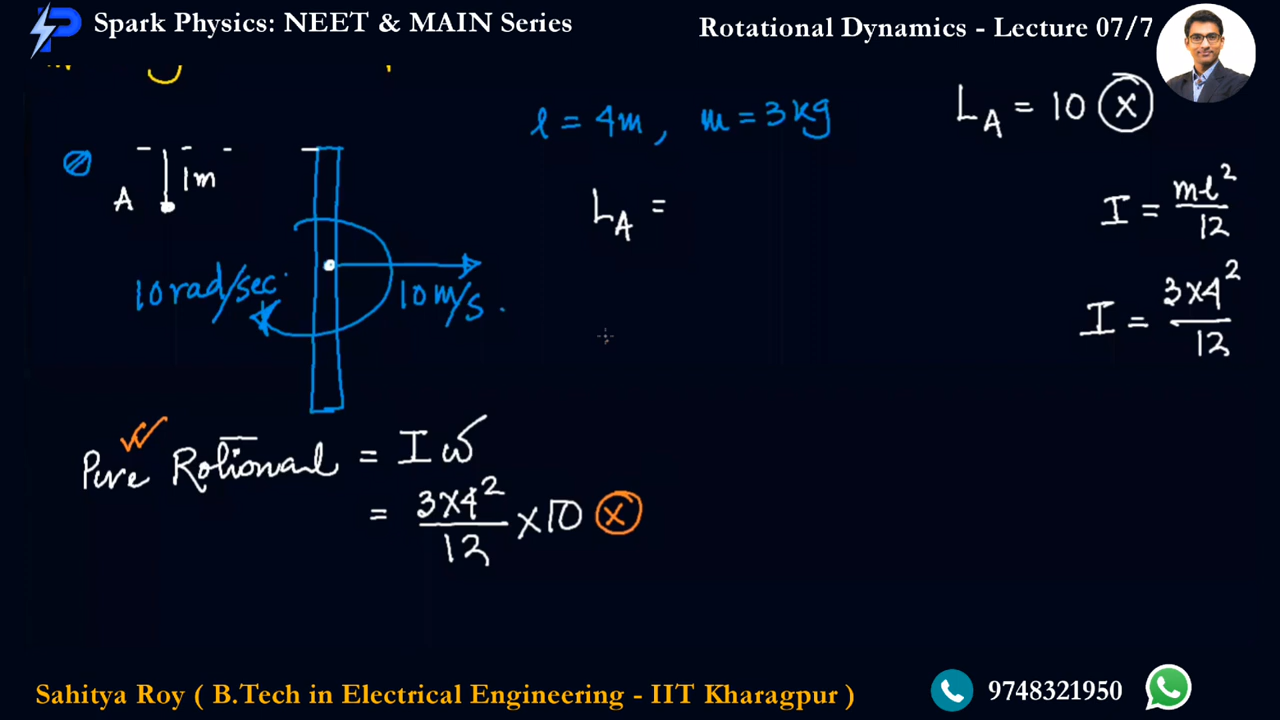 Spark Physics: NEET & MAIN Series
Rotational Dynamics - Lecture 07/7
l = 4m, m = 3kg
L_A = 10 ⓧ
A
1m
L_A =
I = ml²/12
10 rad/sec.
10 m/s.
I = 3×4²/12
Pure Rotional = Iω
= 3×4²/12 ×10 ⓧ
Sahitya Roy ( B.Tech in Electrical Engineering - IIT Kharagpur )
9748321950